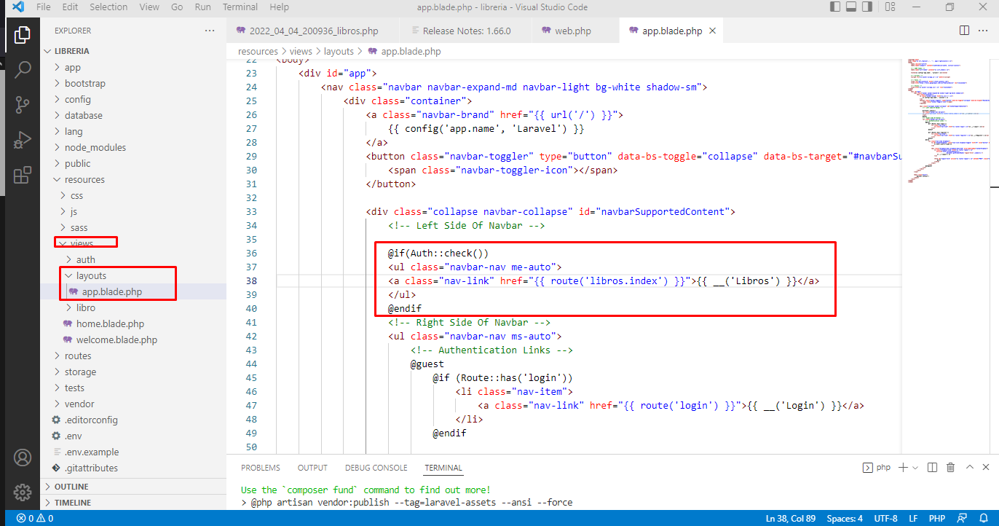 File Edit Selection View Go Run Terminal Help app.blade.php - libreria - Visual Studio Code
EXPLORER ···
2022_04_04_200936_libros.php Release Notes: 1.66.0 web.php app.blade.php
LIBRERIA
resources > views > layouts > app.blade.php
app
bootstrap
config
database
lang
node_modules
public
resources
css
js
sass
views
auth
layouts
app.blade.php
libro
home.blade.php
welcome.blade.php
routes
storage
tests
vendor
.editorconfig
.env
.env.example
.gitattributes
OUTLINE
TIMELINE
22 <body>
23 <div id="app">
24 <nav class="navbar navbar-expand-md navbar-light bg-white shadow-sm">
25 <div class="container">
26 <a class="navbar-brand" href="{{ url('/') }}">
27 {{ config('app.name', 'Laravel') }}
28 </a>
29 <button class="navbar-toggler" type="button" data-bs-toggle="collapse" data-bs-target="#navbarSu
30 <span class="navbar-toggler-icon"></span>
31 </button>
32
33 <div class="collapse navbar-collapse" id="navbarSupportedContent">
34 <!-- Left Side Of Navbar -->
35
36 @if(Auth::check())
37 <ul class="navbar-nav me-auto">
38 <a class="nav-link" href="{{ route('libros.index') }}">{{ __('Libros') }}</a>
39 </ul>
40 @endif
41 <!-- Right Side Of Navbar -->
42 <ul class="navbar-nav ms-auto">
43 <!-- Authentication Links -->
44 @guest
45 @if (Route::has('login'))
46 <li class="nav-item">
47 <a class="nav-link" href="{{ route('login') }}">{{ __('Login') }}</a>
48 </li>
49 @endif
50
PROBLEMS OUTPUT DEBUG CONSOLE TERMINAL php
Use the `composer fund` command to find out more!
> @php artisan vendor:publish --tag=laravel-assets --ansi --force
0 0 Ln 38, Col 89 Spaces: 4 UTF-8 LF PHP